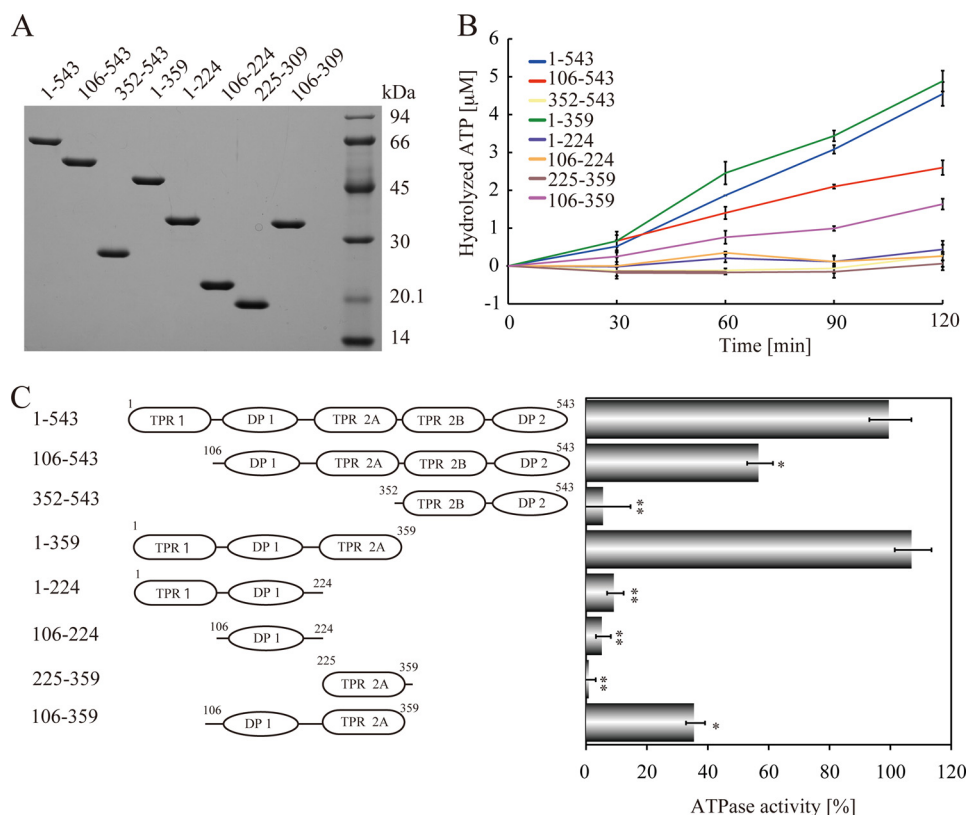 A
1-543
106-543
352-543
1-359
1-224
106-224
225-309
106-309
kDa
94
66
45
30
20.1
14
B
Hydrolyzed ATP [μM]
6
5
4
3
2
1
0
-1
1-543
106-543
352-543
1-359
1-224
106-224
225-359
106-359
0 30 60 90 120
Time [min]
C
1-543
1 TPR 1 DP 1 TPR 2A TPR 2B DP 2 543
*
106-543
106 DP 1 TPR 2A TPR 2B DP 2 543
352-543
352 TPR 2B DP 2 543
**
1-359
1 TPR 1 DP 1 TPR 2A 359
1-224
1 TPR 1 DP 1 224
**
106-224
106 DP 1 224
**
225-359
225 TPR 2A 359
**
106-359
106 DP 1 TPR 2A 359
*
0 20 40 60 80 100 120
ATPase activity [%]